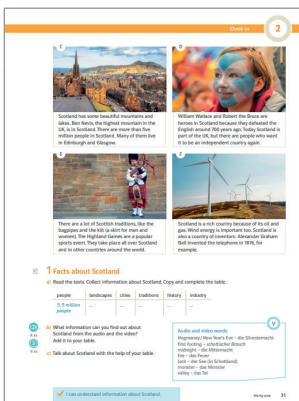 Check in
2
C
D
Scotland has some beautiful mountains and
lakes. Ben Nevis, the highest mountain in the
UK, is in Scotland. There are more than five
million people in Scotland. Many of them live
in Edinburgh and Glasgow.
William Wallace and Robert the Bruce are
heroes in Scotland because they defeated the
English around 700 years ago. Today Scotland is
part of the UK, but there are people who want
it to be an independent country again.
E
There are a lot of Scottish traditions, like the
bagpipes and the kilt (a skirt for men and
women). The Highland Games are a popular
sports event. They take place all over Scotland
and in other countries around the world.
Scotland is a rich country because of its oil and
gas. Wind energy is important too. Scotland is
also a country of inventors: Alexander Graham
Bell invented the telephone in 1876, for
example.
1 Facts about Scotland
a) Read the texts. Collect information about Scotland. Copy and complete the table.
people landscapes cities traditions history industry
5.5 million ... ... ... ... ...
people
b) What information can you find out about
Scotland from the audio and the video?
Add it to your table.
c) Talk about Scotland with the help of your table.
V
Audio and video words
Hogmanay/ New Year's Eve – die Silvesternacht
first footing – schottischer Brauch
midnight – die Mitternacht
fire – das Feuer
loch – der See (in Schottland)
monster – das Monster
valley – das Tal
I can understand information about Scotland.
thirty-one 31